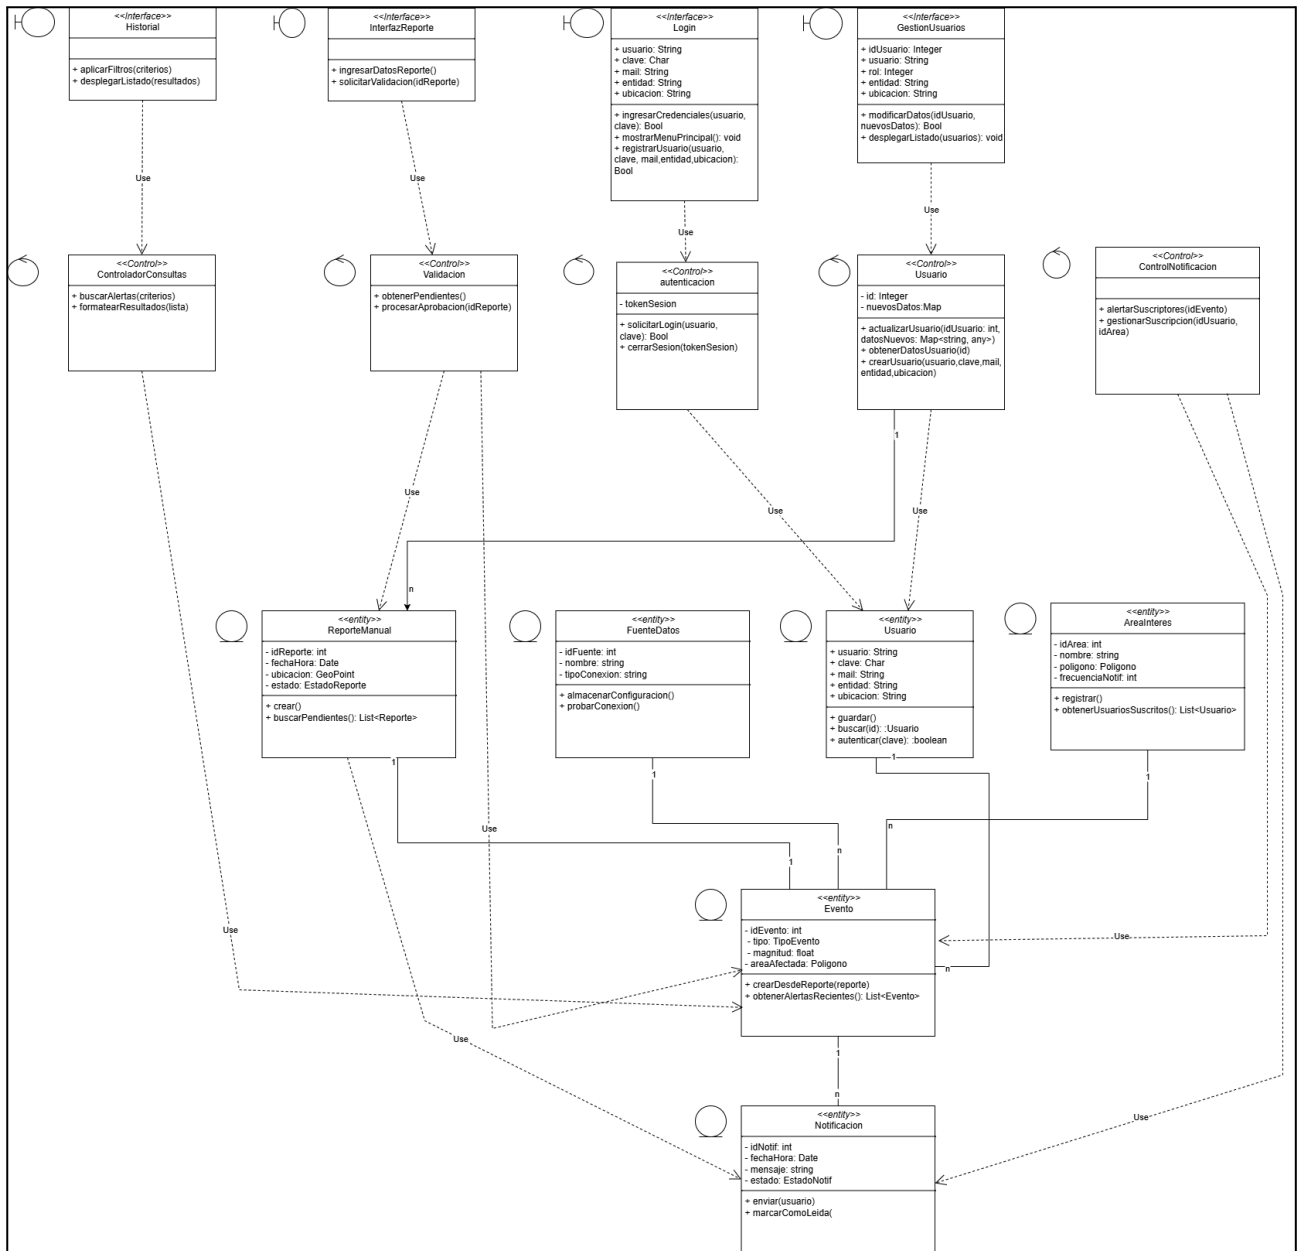 <<Interface>>
Historial
+ aplicarFiltros(criterios)
+ desplegarListado(resultados)
<<Interface>>
InterfazReporte
+ ingresarDatosReporte()
+ solicitarValidacion(idReporte)
<<Interface>>
Login
+ usuario: String
+ clave: Char
+ mail: String
+ entidad: String
+ ubicacion: String
+ ingresarCredenciales(usuario,
clave): Bool
+ mostrarMenuPrincipal(): void
+ registrarUsuario(usuario,
clave, mail,entidad,ubicacion):
Bool
<<Interface>>
GestionUsuarios
+ idUsuario: Integer
+ usuario: String
+ rol: Integer
+ entidad: String
+ ubicacion: String
+ modificarDatos(idUsuario,
nuevosDatos): Bool
+ desplegarListado(usuarios): void
Use
Use
Use
Use
<<Control>>
ControladorConsultas
+ buscarAlertas(criterios)
+ formatearResultados(lista)
<<Control>>
Validacion
+ obtenerPendientes()
+ procesarAprobacion(idReporte)
<<Control>>
autenticacion
- tokenSesion
+ solicitarLogin(usuario,
clave): Bool
+ cerrarSesion(tokenSesion)
<<Control>>
Usuario
- id: Integer
- nuevosDatos:Map
+ actualizarUsuario(idUsuario: int,
datosNuevos: Map<string, any>)
+ obtenerDatosUsuario(id)
+ crearUsuario(usuario,clave,mail,
entidad,ubicacion)
<<Control>>
ControlNotificacion
+ alertarSuscriptores(idEvento)
+ gestionarSuscripcion(idUsuario,
idArea)
1
Use
Use
Use
n
<<entity>>
ReporteManual
- idReporte: int
- fechaHora: Date
- ubicacion: GeoPoint
- estado: EstadoReporte
+ crear()
+ buscarPendientes(): List<Reporte>
<<entity>>
FuenteDatos
- idFuente: int
- nombre: string
- tipoConexion: string
+ almacenarConfiguracion()
+ probarConexion()
<<entity>>
Usuario
+ usuario: String
+ clave: Char
+ mail: String
+ entidad: String
+ ubicacion: String
+ guardar()
+ buscar(id): :Usuario
+ autenticar(clave): :boolean
<<entity>>
AreaInteres
- idArea: int
- nombre: string
- poligono: Poligono
- frecuenciaNotif: int
+ registrar()
+ obtenerUsuariosSuscritos(): List<Usuario>
1
1
1
1
Use
n
n
1
<<entity>>
Evento
- idEvento: int
- tipo: TipoEvento
- magnitud: float
- areaAfectada: Poligono
+ crearDesdeReporte(reporte)
+ obtenerAlertasRecientes(): List<Evento>
Use
Use
n
Use
1
n
Use
<<entity>>
Notificacion
- idNotif: int
- fechaHora: Date
- mensaje: string
- estado: EstadoNotif
+ enviar(usuario)
+ marcarComoLeida(